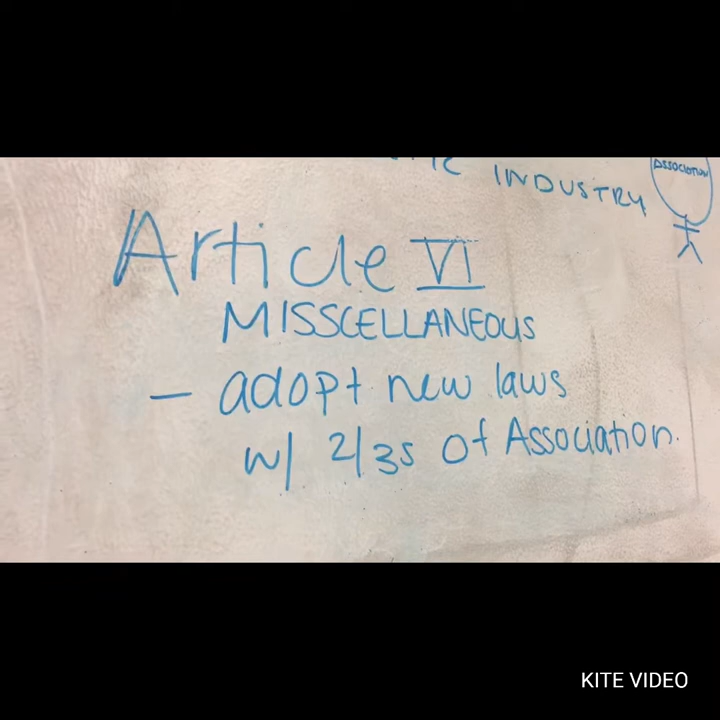 INDUSTRY
ASSOCIATION
Article VI
MISSCELLANEOUS
- adopt new laws
w/ 2/3s of Association.
KITE VIDEO